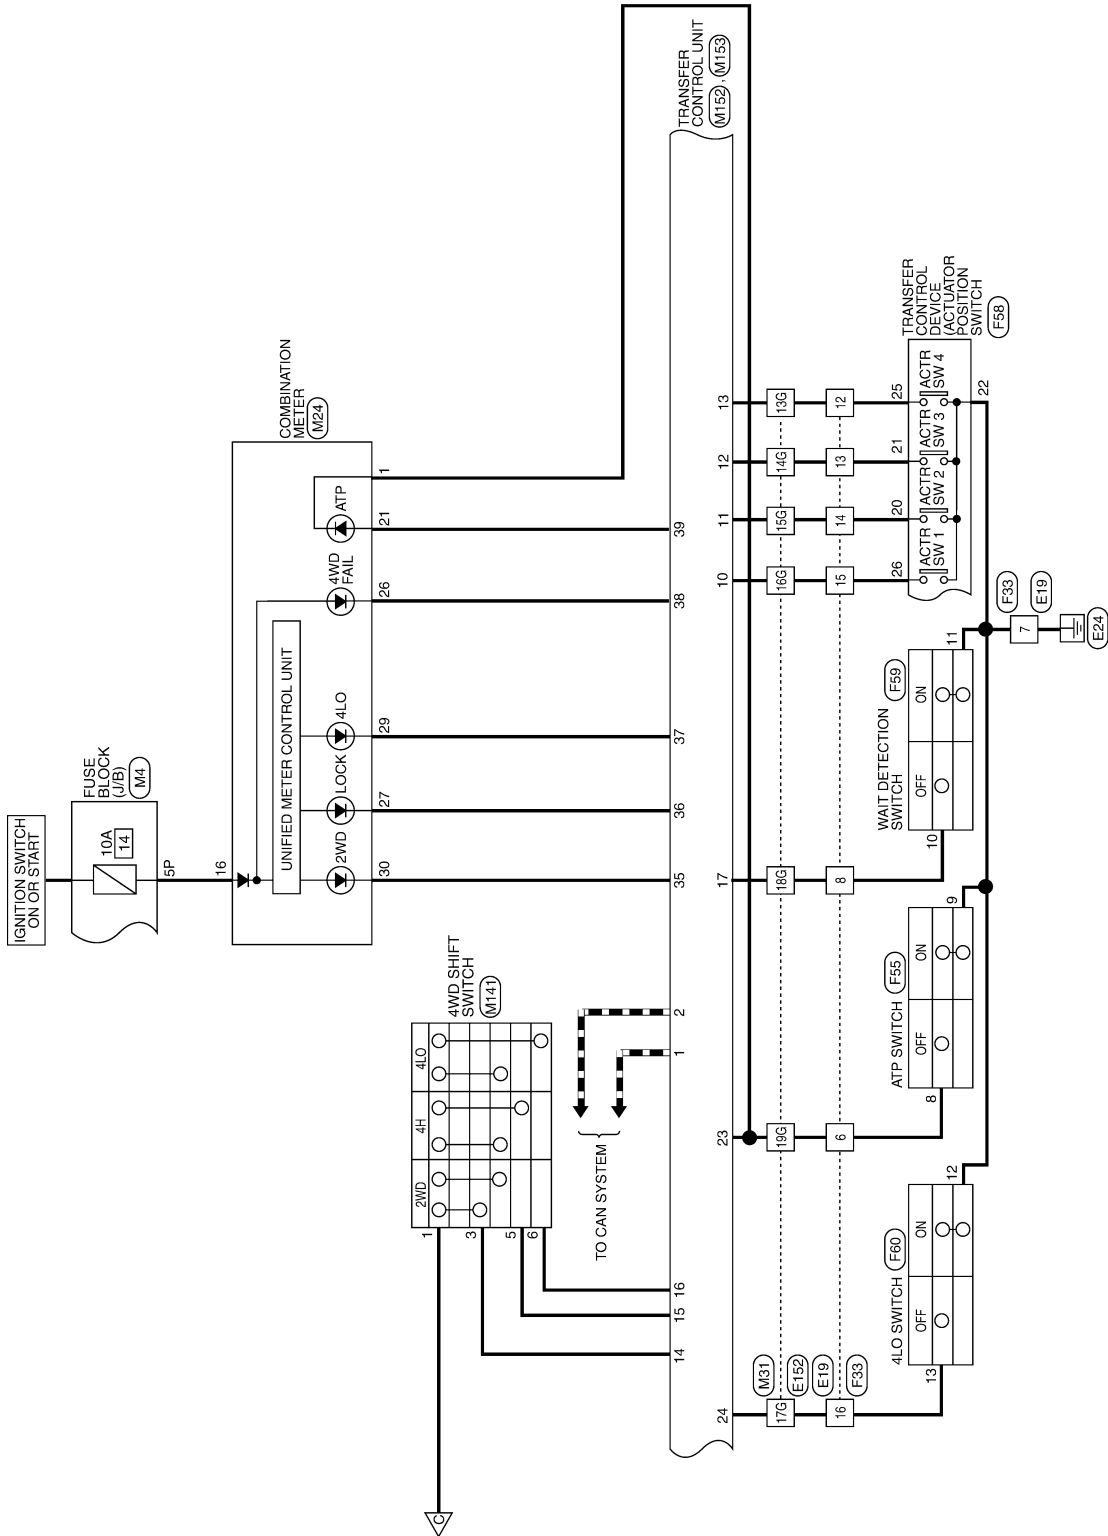 IGNITION SWITCH
ON OR START
FUSE
BLOCK
(J/B)
M4
10A
14
5P
COMBINATION
METER
M24
16
UNIFIED METER CONTROL UNIT
2WD
LOCK
4LO
4WD
FAIL
ATP
30
27
29
26
21
1
4WD SHIFT
SWITCH
M141
2WD
4H
4LO
1
3
5
6
C
TO CAN SYSTEM
TRANSFER
CONTROL UNIT
M152 , M153
14
15
16
1
2
35
36
37
38
39
24
23
17
10
11
12
13
M31
E152
E19
F33
17G
19G
18G
16G
15G
14G
13G
16
6
8
15
14
13
12
4LO SWITCH
F60
OFF
ON
13
12
ATP SWITCH
F55
OFF
ON
8
9
WAIT DETECTION
SWITCH
F59
OFF
ON
10
11
TRANSFER
CONTROL
DEVICE
(ACTUATOR
POSITION
SWITCH
F58
26
20
21
25
ACTR
SW 1
ACTR
SW 2
ACTR
SW 3
ACTR
SW 4
22
F33
E19
7
E24